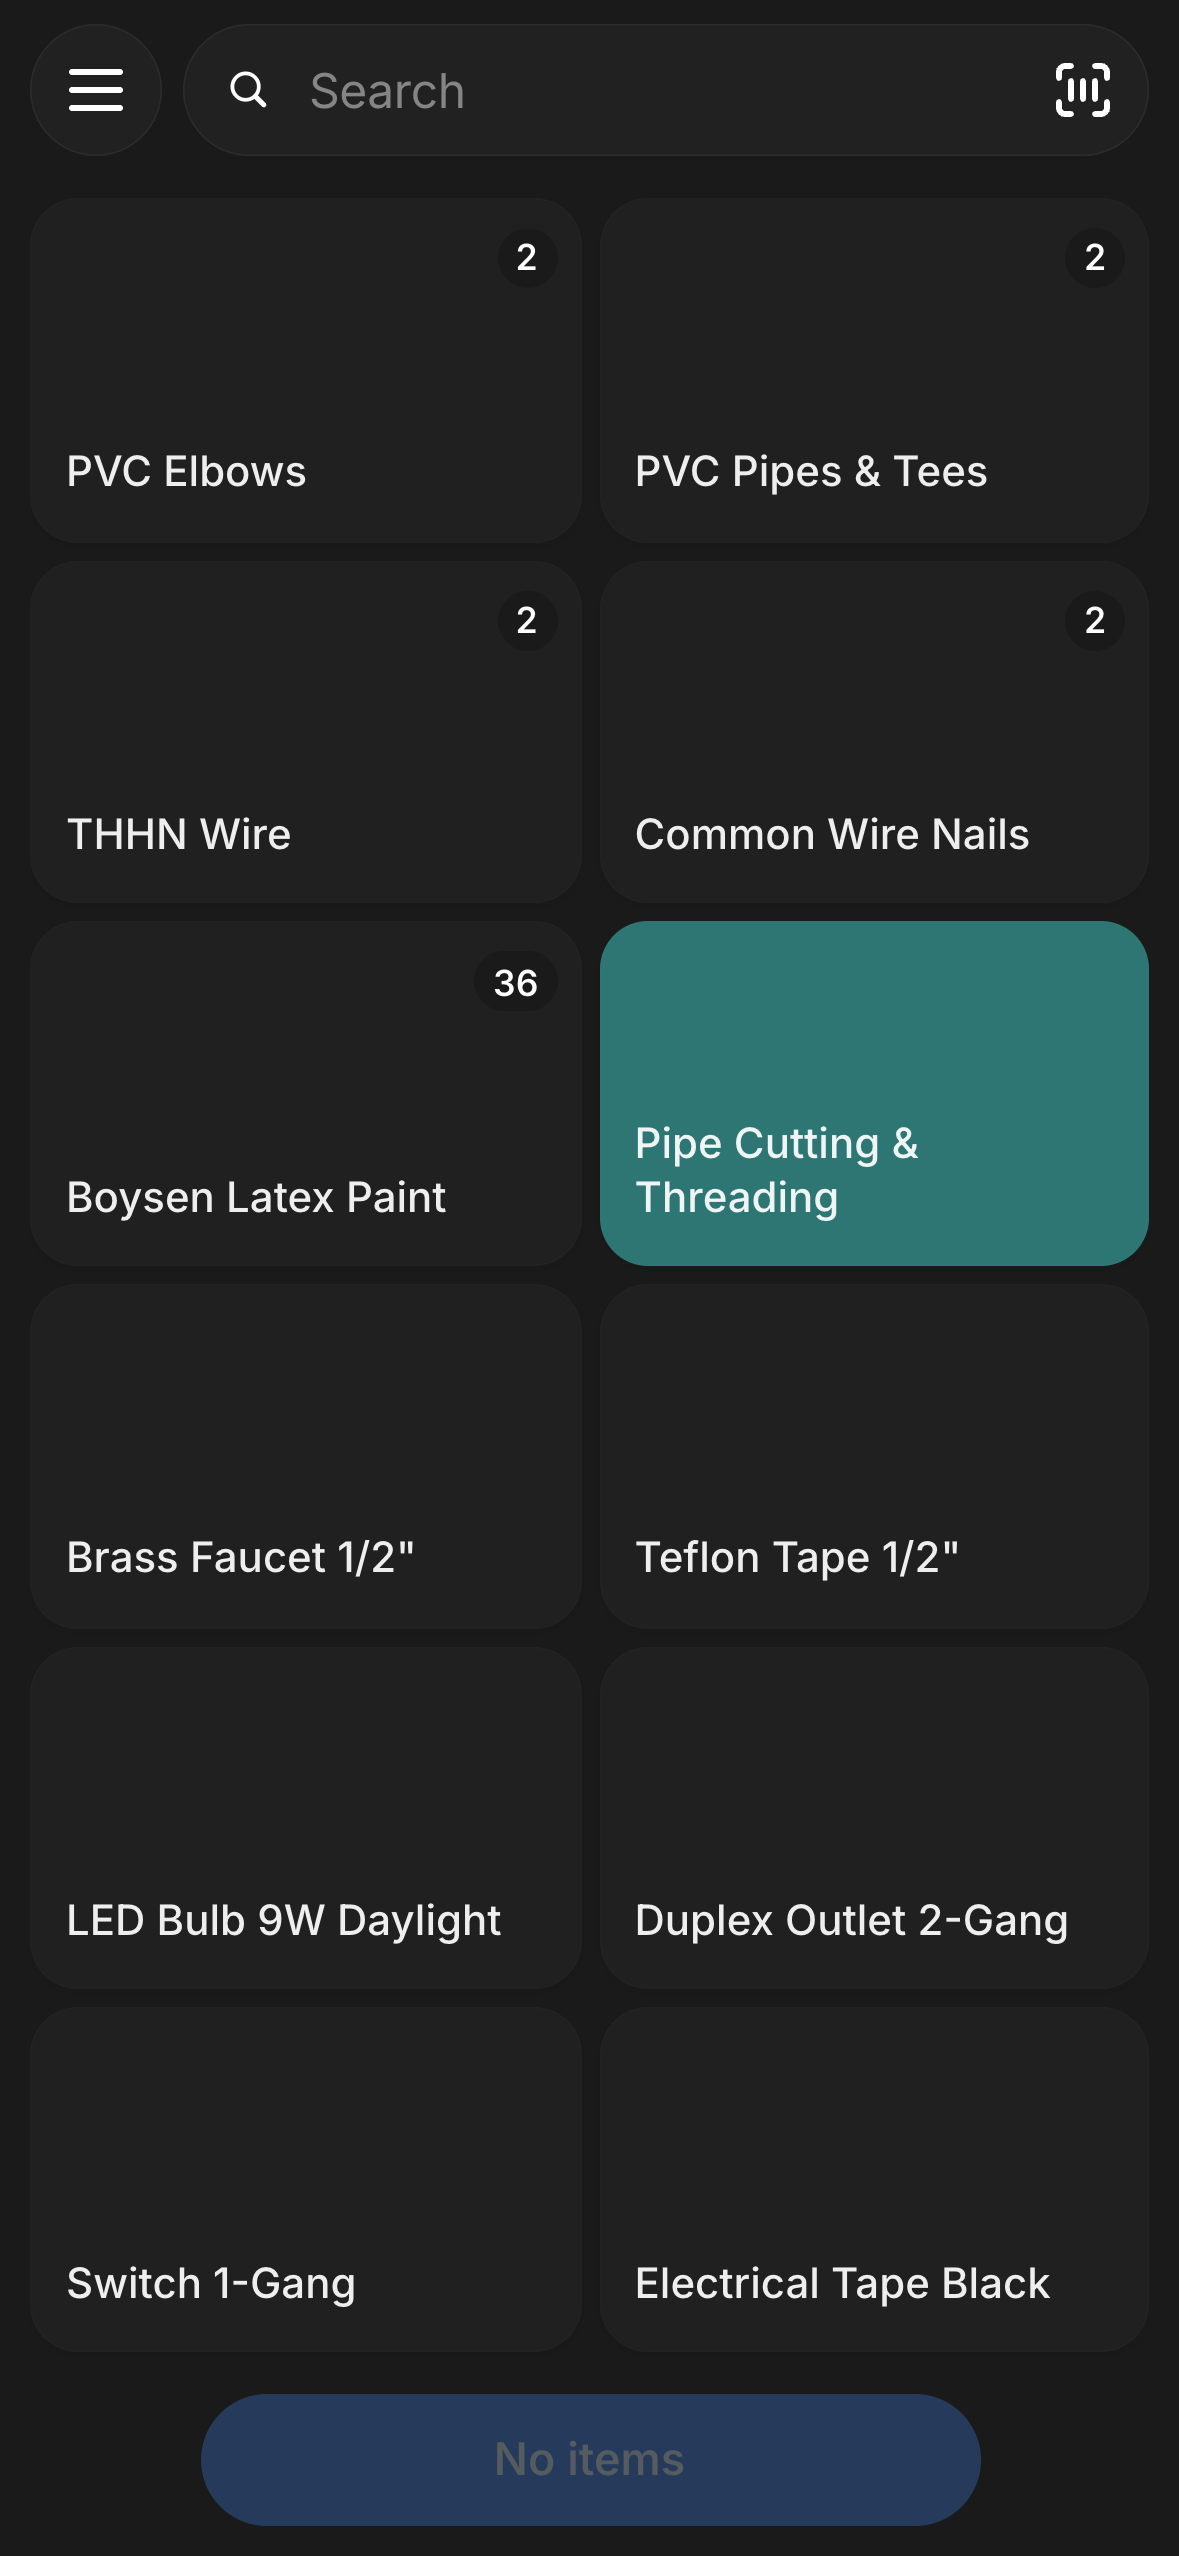 Search
2
PVC Elbows
2
PVC Pipes & Tees
2
THHN Wire
2
Common Wire Nails
36
Boysen Latex Paint
Pipe Cutting &
Threading
Brass Faucet 1/2"
Teflon Tape 1/2"
LED Bulb 9W Daylight
Duplex Outlet 2-Gang
Switch 1-Gang
Electrical Tape Black
No items